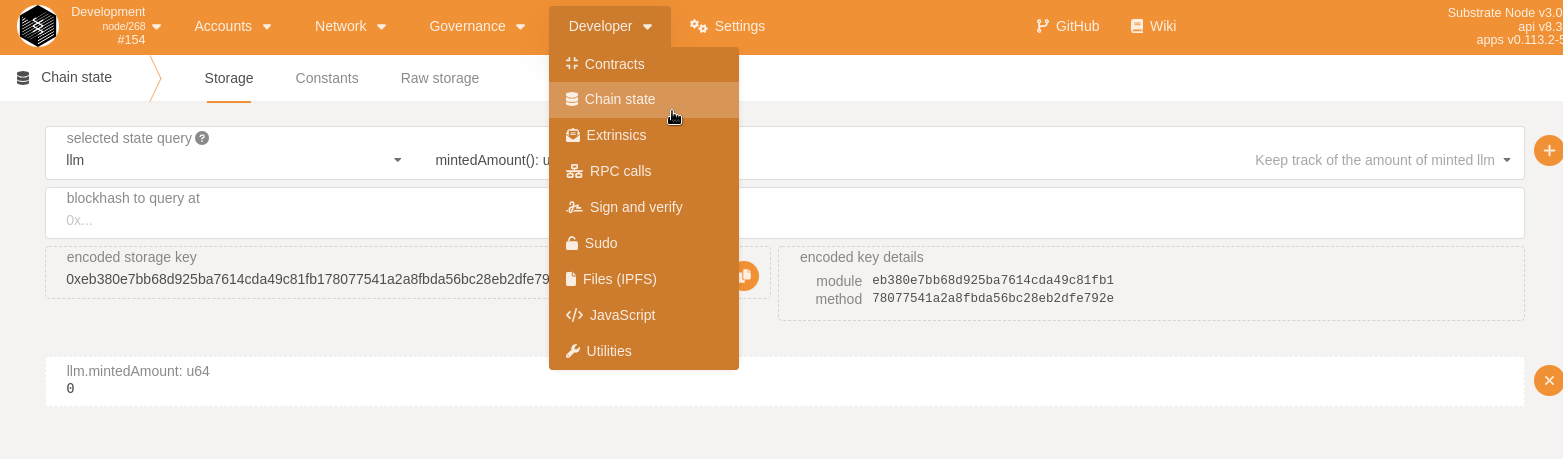 Development
node/268
#154
Accounts
Network
Governance
Developer
Settings
GitHub
Wiki
Substrate Node v3.0
api v8.3
apps v0.113.2-5
Chain state
Storage
Constants
Raw storage
Contracts
Chain state
Extrinsics
RPC calls
Sign and verify
Sudo
Files (IPFS)
JavaScript
Utilities
selected state query
llm
mintedAmount(): u
Keep track of the amount of minted llm
blockhash to query at
0x...
encoded storage key
0xeb380e7bb68d925ba7614cda49c81fb178077541a2a8fbda56bc28eb2dfe79
encoded key details
module eb380e7bb68d925ba7614cda49c81fb1
method 78077541a2a8fbda56bc28eb2dfe792e
llm.mintedAmount: u64
0